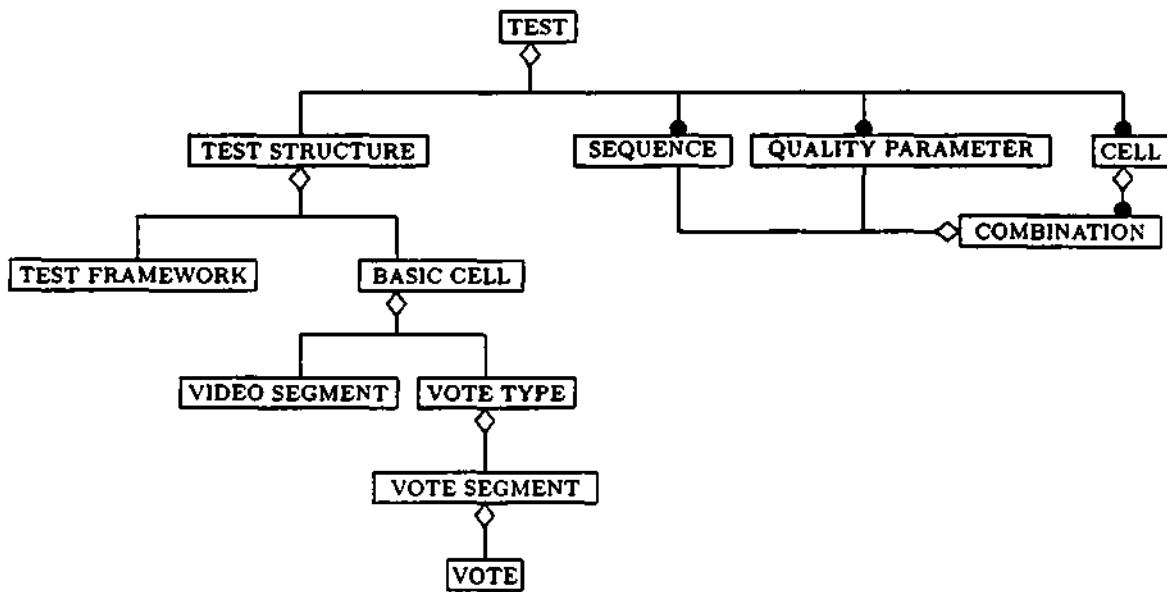 TEST
TEST STRUCTURE
SEQUENCE
QUALITY PARAMETER
CELL
COMBINATION
TEST FRAMEWORK
BASIC CELL
VIDEO SEGMENT
VOTE TYPE
VOTE SEGMENT
VOTE